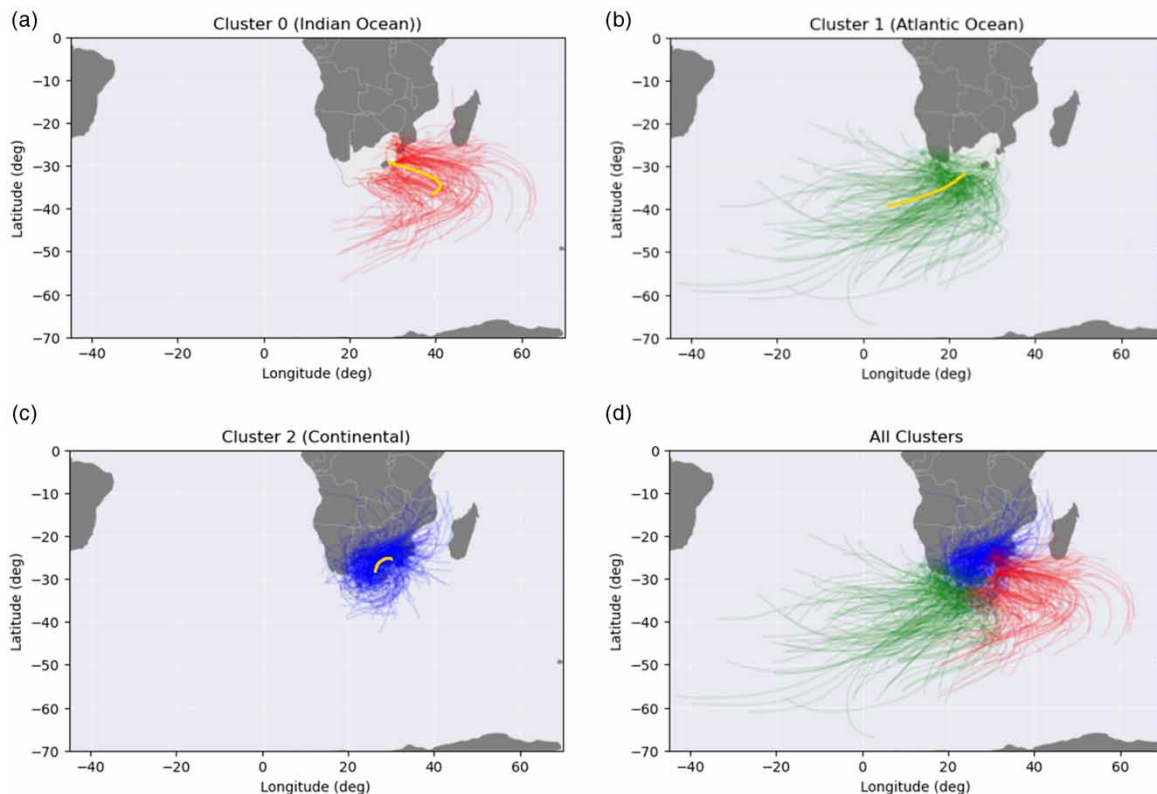 (a)
Cluster 0 (Indian Ocean))
0
−10
−20
−30
−40
−50
−60
−70
Latitude (deg)
−40 −20 0 20 40 60
Longitude (deg)
(b)
Cluster 1 (Atlantic Ocean)
0
−10
−20
−30
−40
−50
−60
−70
Latitude (deg)
−40 −20 0 20 40 60
Longitude (deg)
(c)
Cluster 2 (Continental)
0
−10
−20
−30
−40
−50
−60
−70
Latitude (deg)
−40 −20 0 20 40 60
Longitude (deg)
(d)
All Clusters
0
−10
−20
−30
−40
−50
−60
−70
Latitude (deg)
−40 −20 0 20 40 60
Longitude (deg)